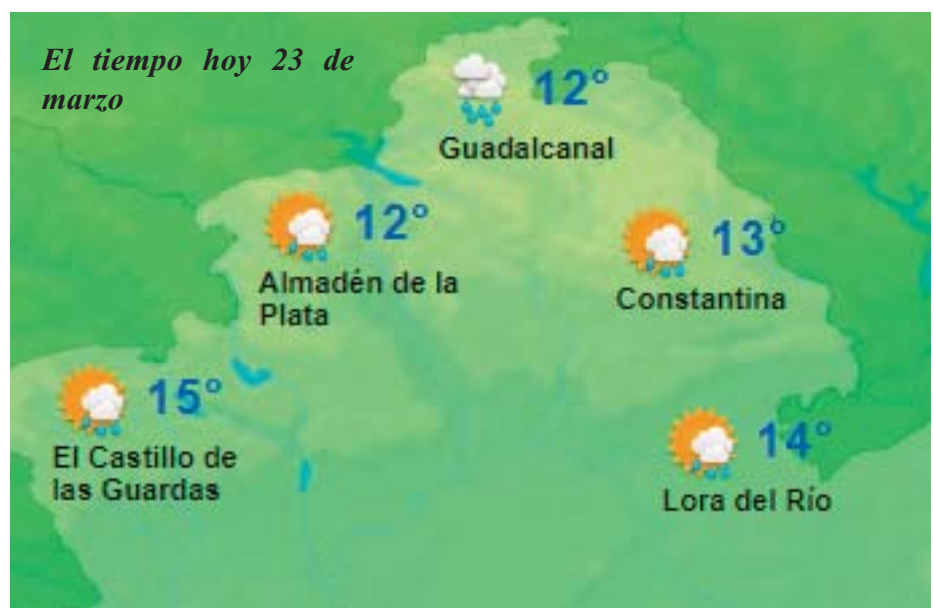 El tiempo hoy 23 de
marzo
12°
Guadalcanal
12°
Almadén de la
Plata
13°
Constantina
15°
El Castillo de
las Guardas
14°
Lora del Río